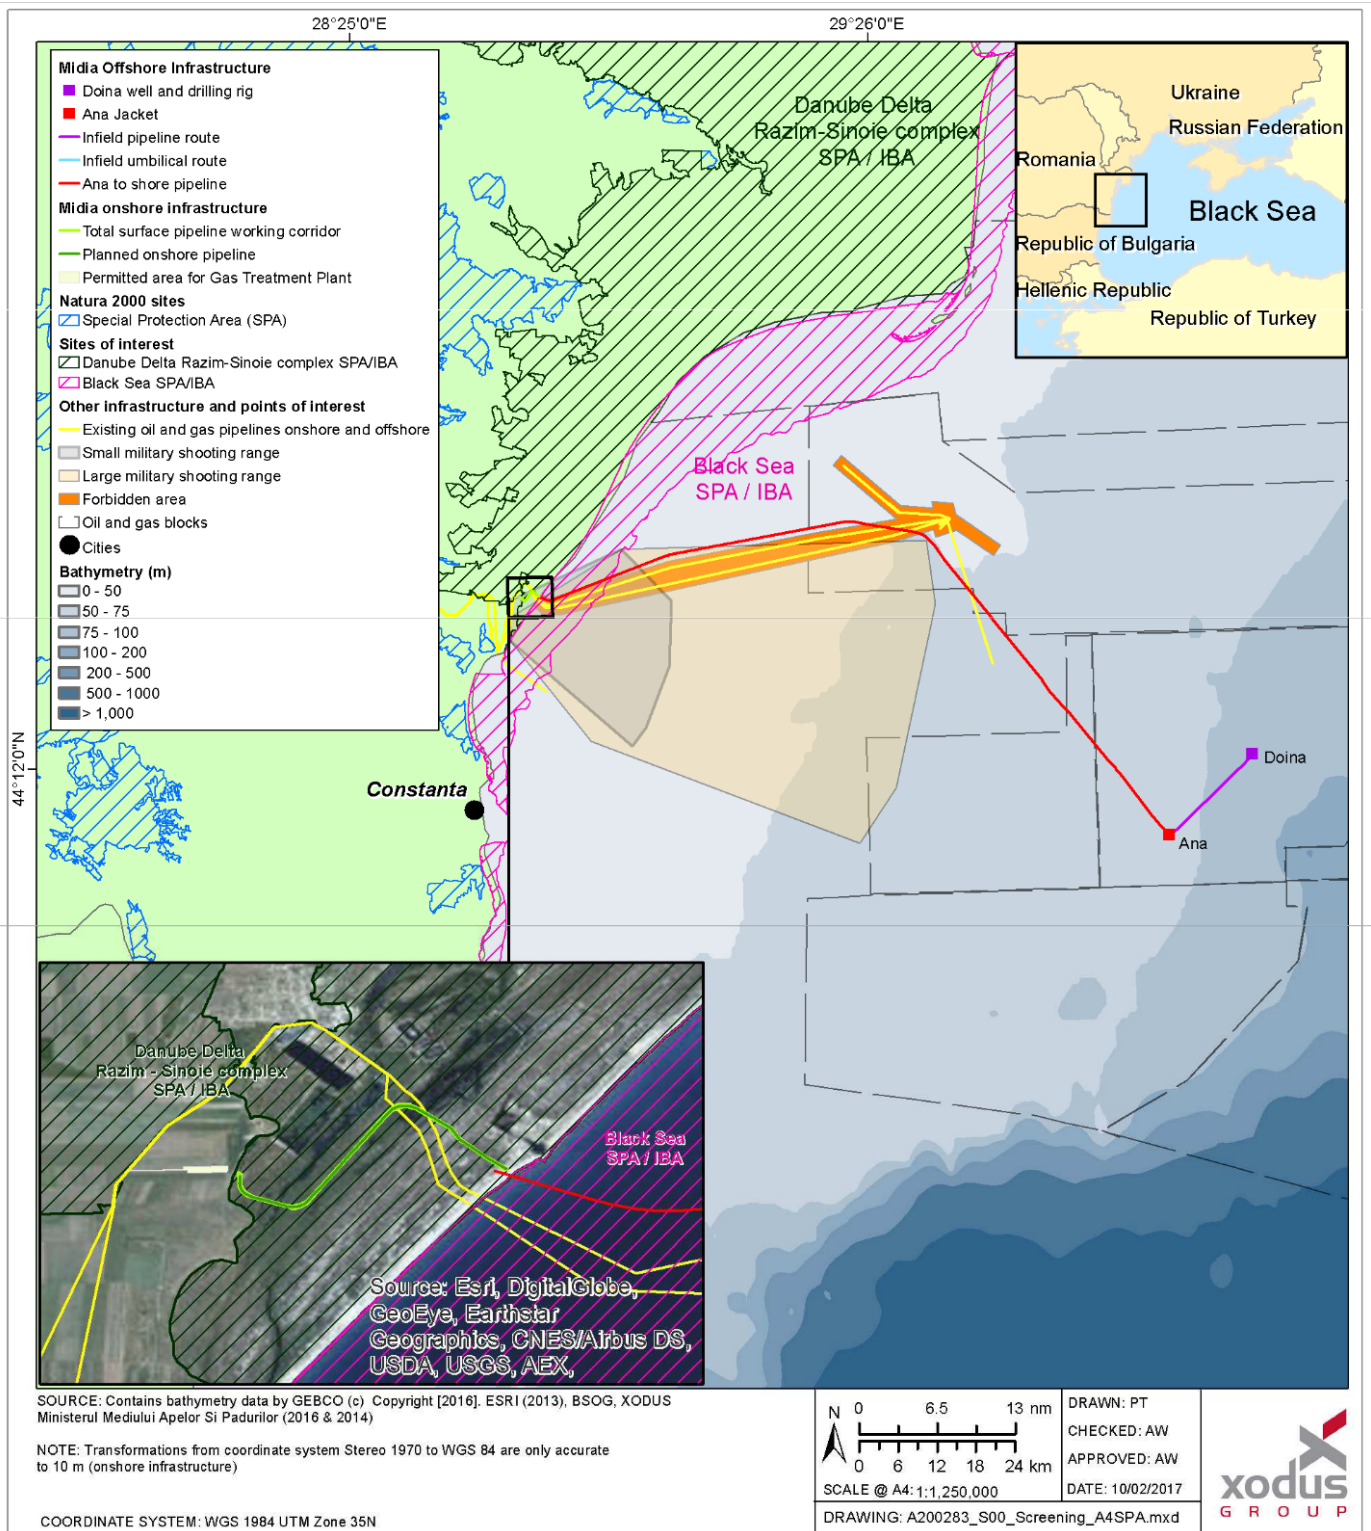 28°25'0"E
29°26'0"E
44°12'0"N
Midia Offshore Infrastructure
Doina well and drilling rig
Ana Jacket
Infield pipeline route
Infield umbilical route
Ana to shore pipeline
Midia onshore infrastructure
Total surface pipeline working corridor
Planned onshore pipeline
Permitted area for Gas Treatment Plant
Natura 2000 sites
Special Protection Area (SPA)
Sites of interest
Danube Delta Razim-Sinoie complex SPA/IBA
Black Sea SPA/IBA
Other infrastructure and points of interest
Existing oil and gas pipelines onshore and offshore
Small military shooting range
Large military shooting range
Forbidden area
Oil and gas blocks
Cities
Bathymetry (m)
0 - 50
50 - 75
75 - 100
100 - 200
200 - 500
500 - 1000
> 1,000
Danube Delta
Razim-Sinoie complex
SPA / IBA
Ukraine
Russian Federation
Romania
Black Sea
Republic of Bulgaria
Hellenic Republic
Republic of Turkey
Black Sea
SPA / IBA
Constanta
Doina
Ana
Danube Delta
Razim - Sinoie complex
SPA / IBA
Black Sea
SPA / IBA
Source: Esri, DigitalGlobe,
GeoEye, Earthstar
Geographics, CNES/Airbus DS,
USDA, USGS, AEX,
SOURCE: Contains bathymetry data by GEBCO (c) Copyright [2016]. ESRI (2013), BSOG, XODUS
Ministerul Mediului Apelor Si Padurilor (2016 & 2014)
NOTE: Transformations from coordinate system Stereo 1970 to WGS 84 are only accurate
to 10 m (onshore infrastructure)
COORDINATE SYSTEM: WGS 1984 UTM Zone 35N
N
0 6.5 13 nm
0 6 12 18 24 km
SCALE @ A4: 1:1,250,000
DRAWN: PT
CHECKED: AW
APPROVED: AW
DATE: 10/02/2017
DRAWING: A200283_S00_Screening_A4SPA.mxd
xodus
GROUP